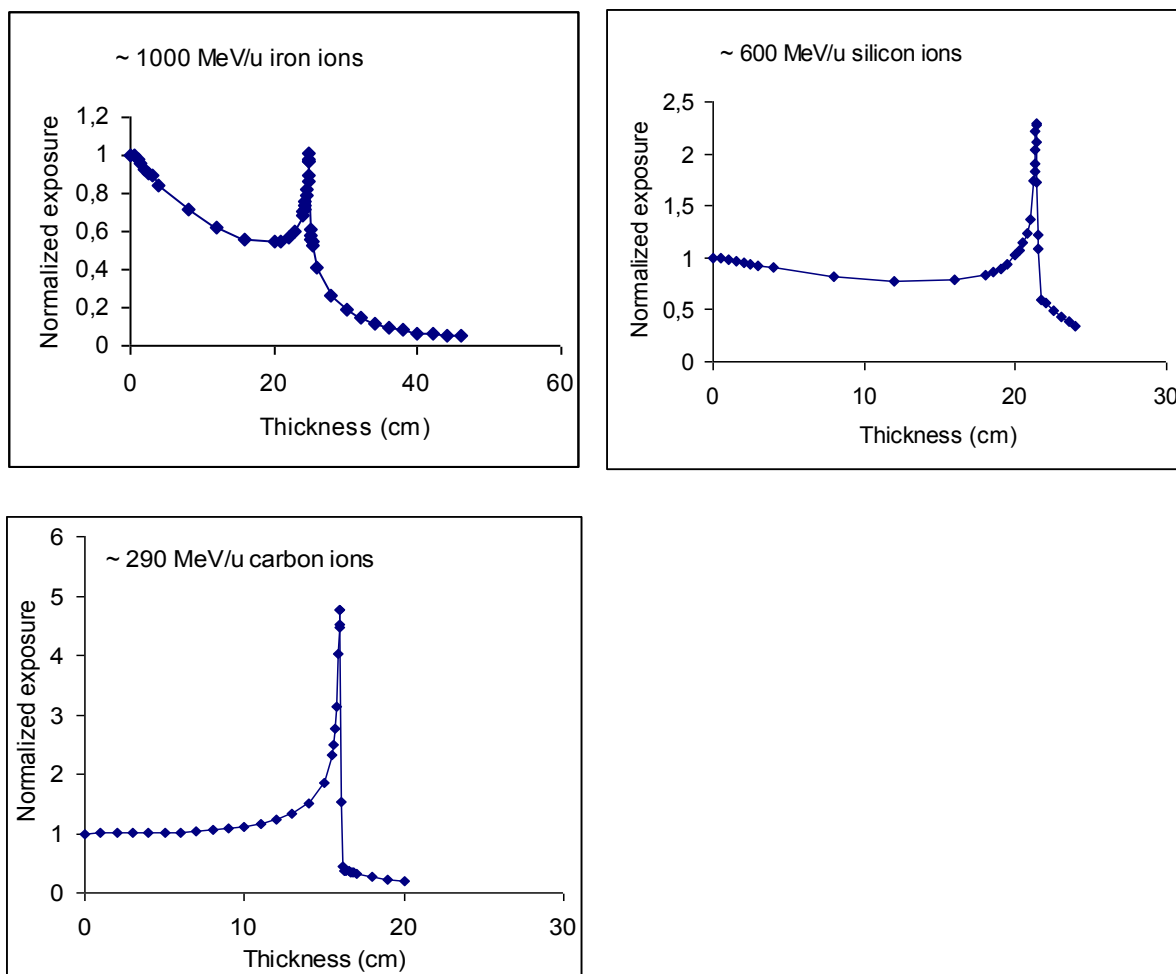 ~ 1000 MeV/u iron ions
1,2
1
0,8
0,6
0,4
0,2
0
0 20 40 60
Normalized exposure
Thickness (cm)
~ 600 MeV/u silicon ions
2,5
2
1,5
1
0,5
0
0 10 20 30
Normalized exposure
Thickness (cm)
~ 290 MeV/u carbon ions
6
5
4
3
2
1
0
0 10 20 30
Normalized exposure
Thickness (cm)